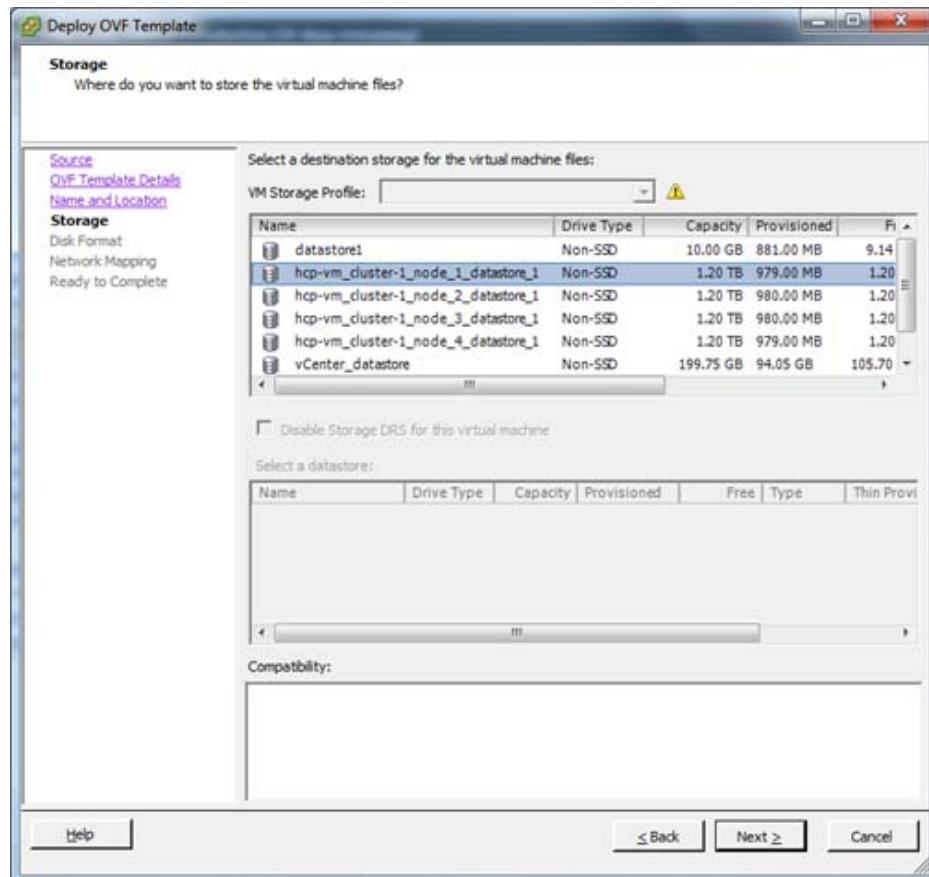 Deploy OVF Template
Storage
Where do you want to store the virtual machine files?
Source
OVF Template Details
Name and Location
Storage
Disk Format
Network Mapping
Ready to Complete
Select a destination storage for the virtual machine files:
VM Storage Profile:
Name Drive Type Capacity Provisioned
datastore1 Non-SSD 10.00 GB 881.00 MB 9.14
hcp-vm_cluster-1_node_1_datastore_1 Non-SSD 1.20 TB 979.00 MB 1.20
hcp-vm_cluster-1_node_2_datastore_1 Non-SSD 1.20 TB 980.00 MB 1.20
hcp-vm_cluster-1_node_3_datastore_1 Non-SSD 1.20 TB 980.00 MB 1.20
hcp-vm_cluster-1_node_4_datastore_1 Non-SSD 1.20 TB 979.00 MB 1.20
vCenter_datastore Non-SSD 199.75 GB 94.05 GB 105.70
Disable Storage DRS for this virtual machine
Select a datastore:
Name Drive Type Capacity Provisioned Free Type Thin Provi
Compatibility:
Help < Back Next > Cancel